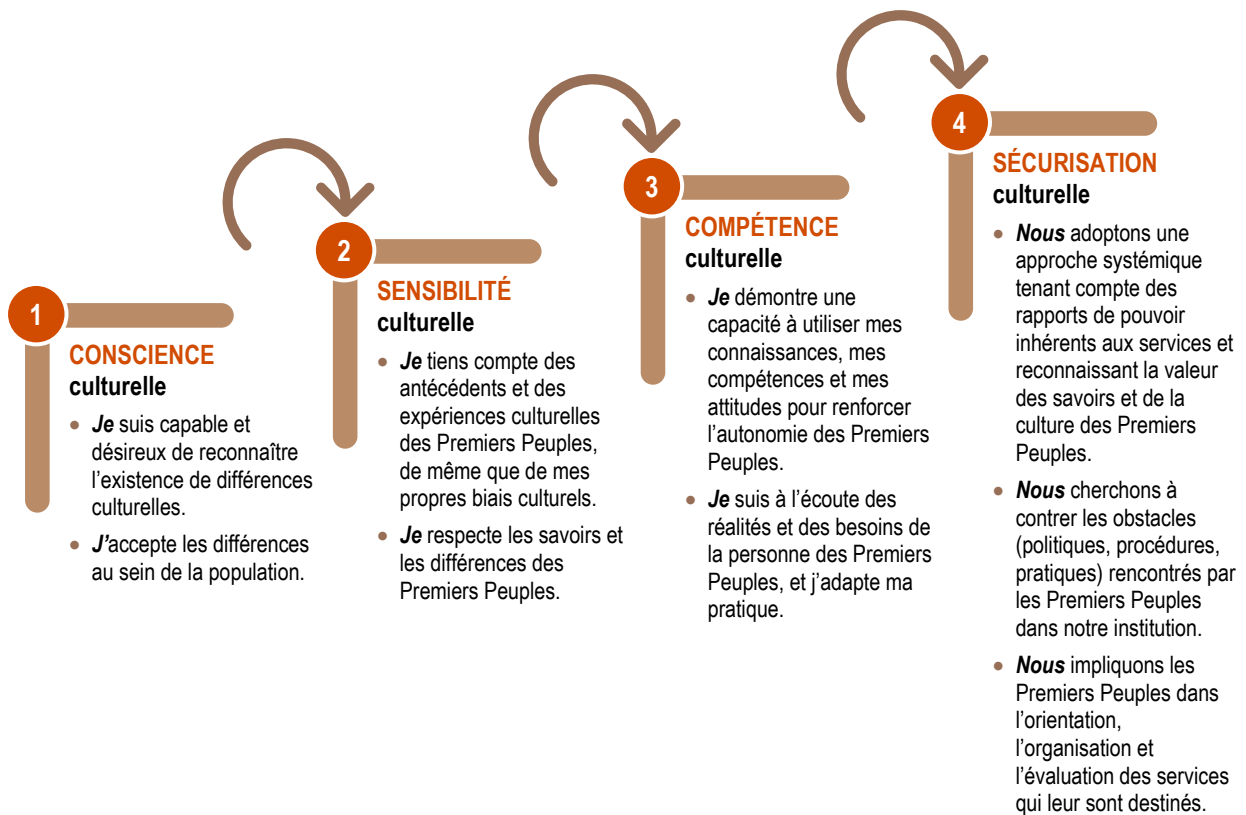 1
CONSCIENCE
culturelle
• Je suis capable et
désireux de reconnaître
l’existence de différences
culturelles.
• J’accepte les différences
au sein de la population.
2
SENSIBILITÉ
culturelle
• Je tiens compte des
antécédents et des
expériences culturelles
des Premiers Peuples,
de même que de mes
propres biais culturels.
• Je respecte les savoirs et
les différences des
Premiers Peuples.
3
COMPÉTENCE
culturelle
• Je démontre une
capacité à utiliser mes
connaissances, mes
compétences et mes
attitudes pour renforcer
l’autonomie des Premiers
Peuples.
• Je suis à l’écoute des
réalités et des besoins de
la personne des Premiers
Peuples, et j’adapte ma
pratique.
4
SÉCURISATION
culturelle
• Nous adoptons une
approche systémique
tenant compte des
rapports de pouvoir
inhérents aux services et
reconnaissant la valeur
des savoirs et de la
culture des Premiers
Peuples.
• Nous cherchons à
contrer les obstacles
(politiques, procédures,
pratiques) rencontrés par
les Premiers Peuples
dans notre institution.
• Nous impliquons les
Premiers Peuples dans
l’orientation,
l’organisation et
l’évaluation des services
qui leur sont destinés.